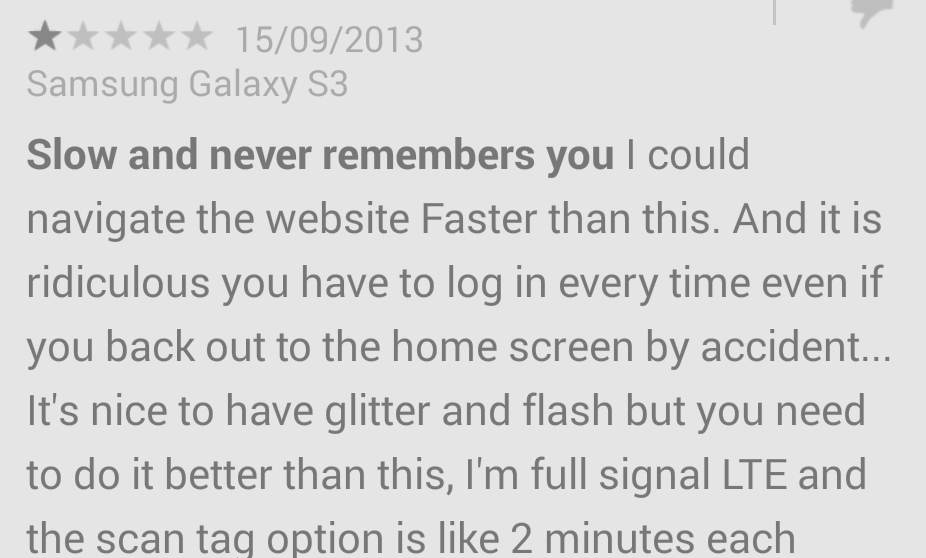 15/09/2013
Samsung Galaxy S3
Slow and never remembers you I could
navigate the website Faster than this. And it is
ridiculous you have to log in every time even if
you back out to the home screen by accident...
It's nice to have glitter and flash but you need
to do it better than this, I'm full signal LTE and
the scan tag option is like 2 minutes each